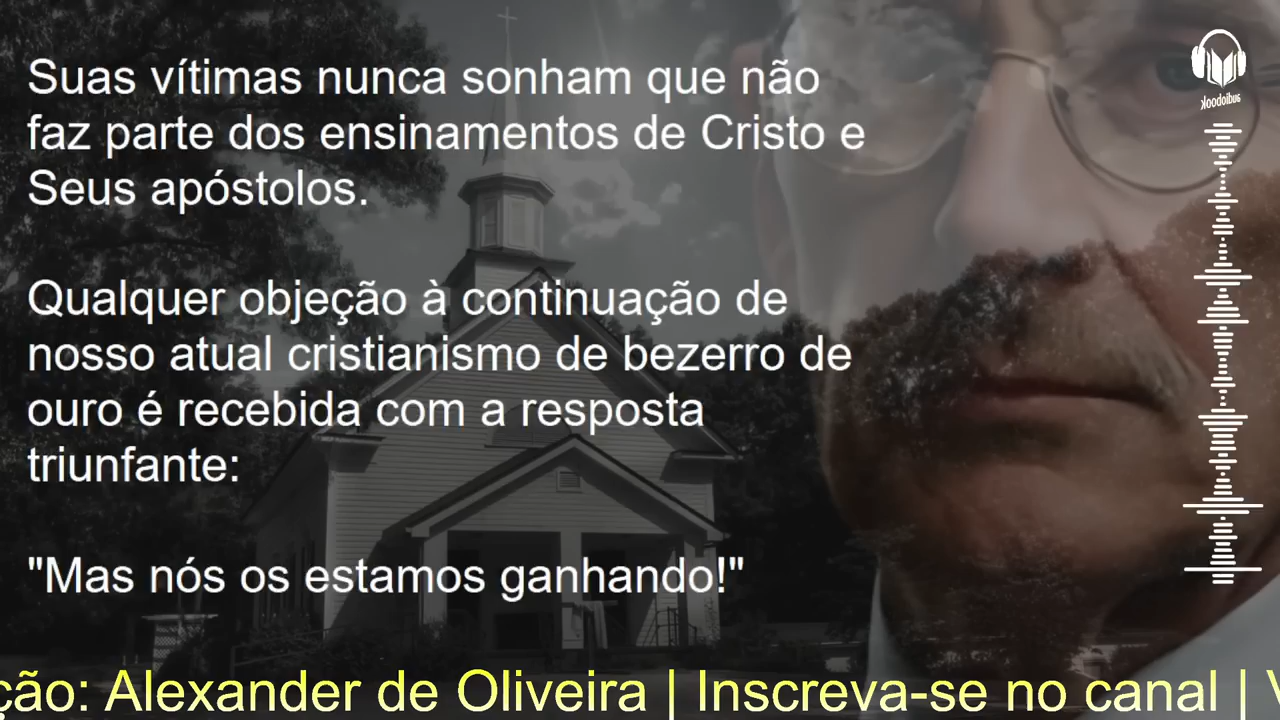 Suas vítimas nunca sonham que não
faz parte dos ensinamentos de Cristo e
Seus apóstolos.
Qualquer objeção à continuação de
nosso atual cristianismo de bezerro de
ouro é recebida com a resposta
triunfante:
"Mas nós os estamos ganhando!"
ção: Alexander de Oliveira | Inscreva-se no canal | V
audiobook